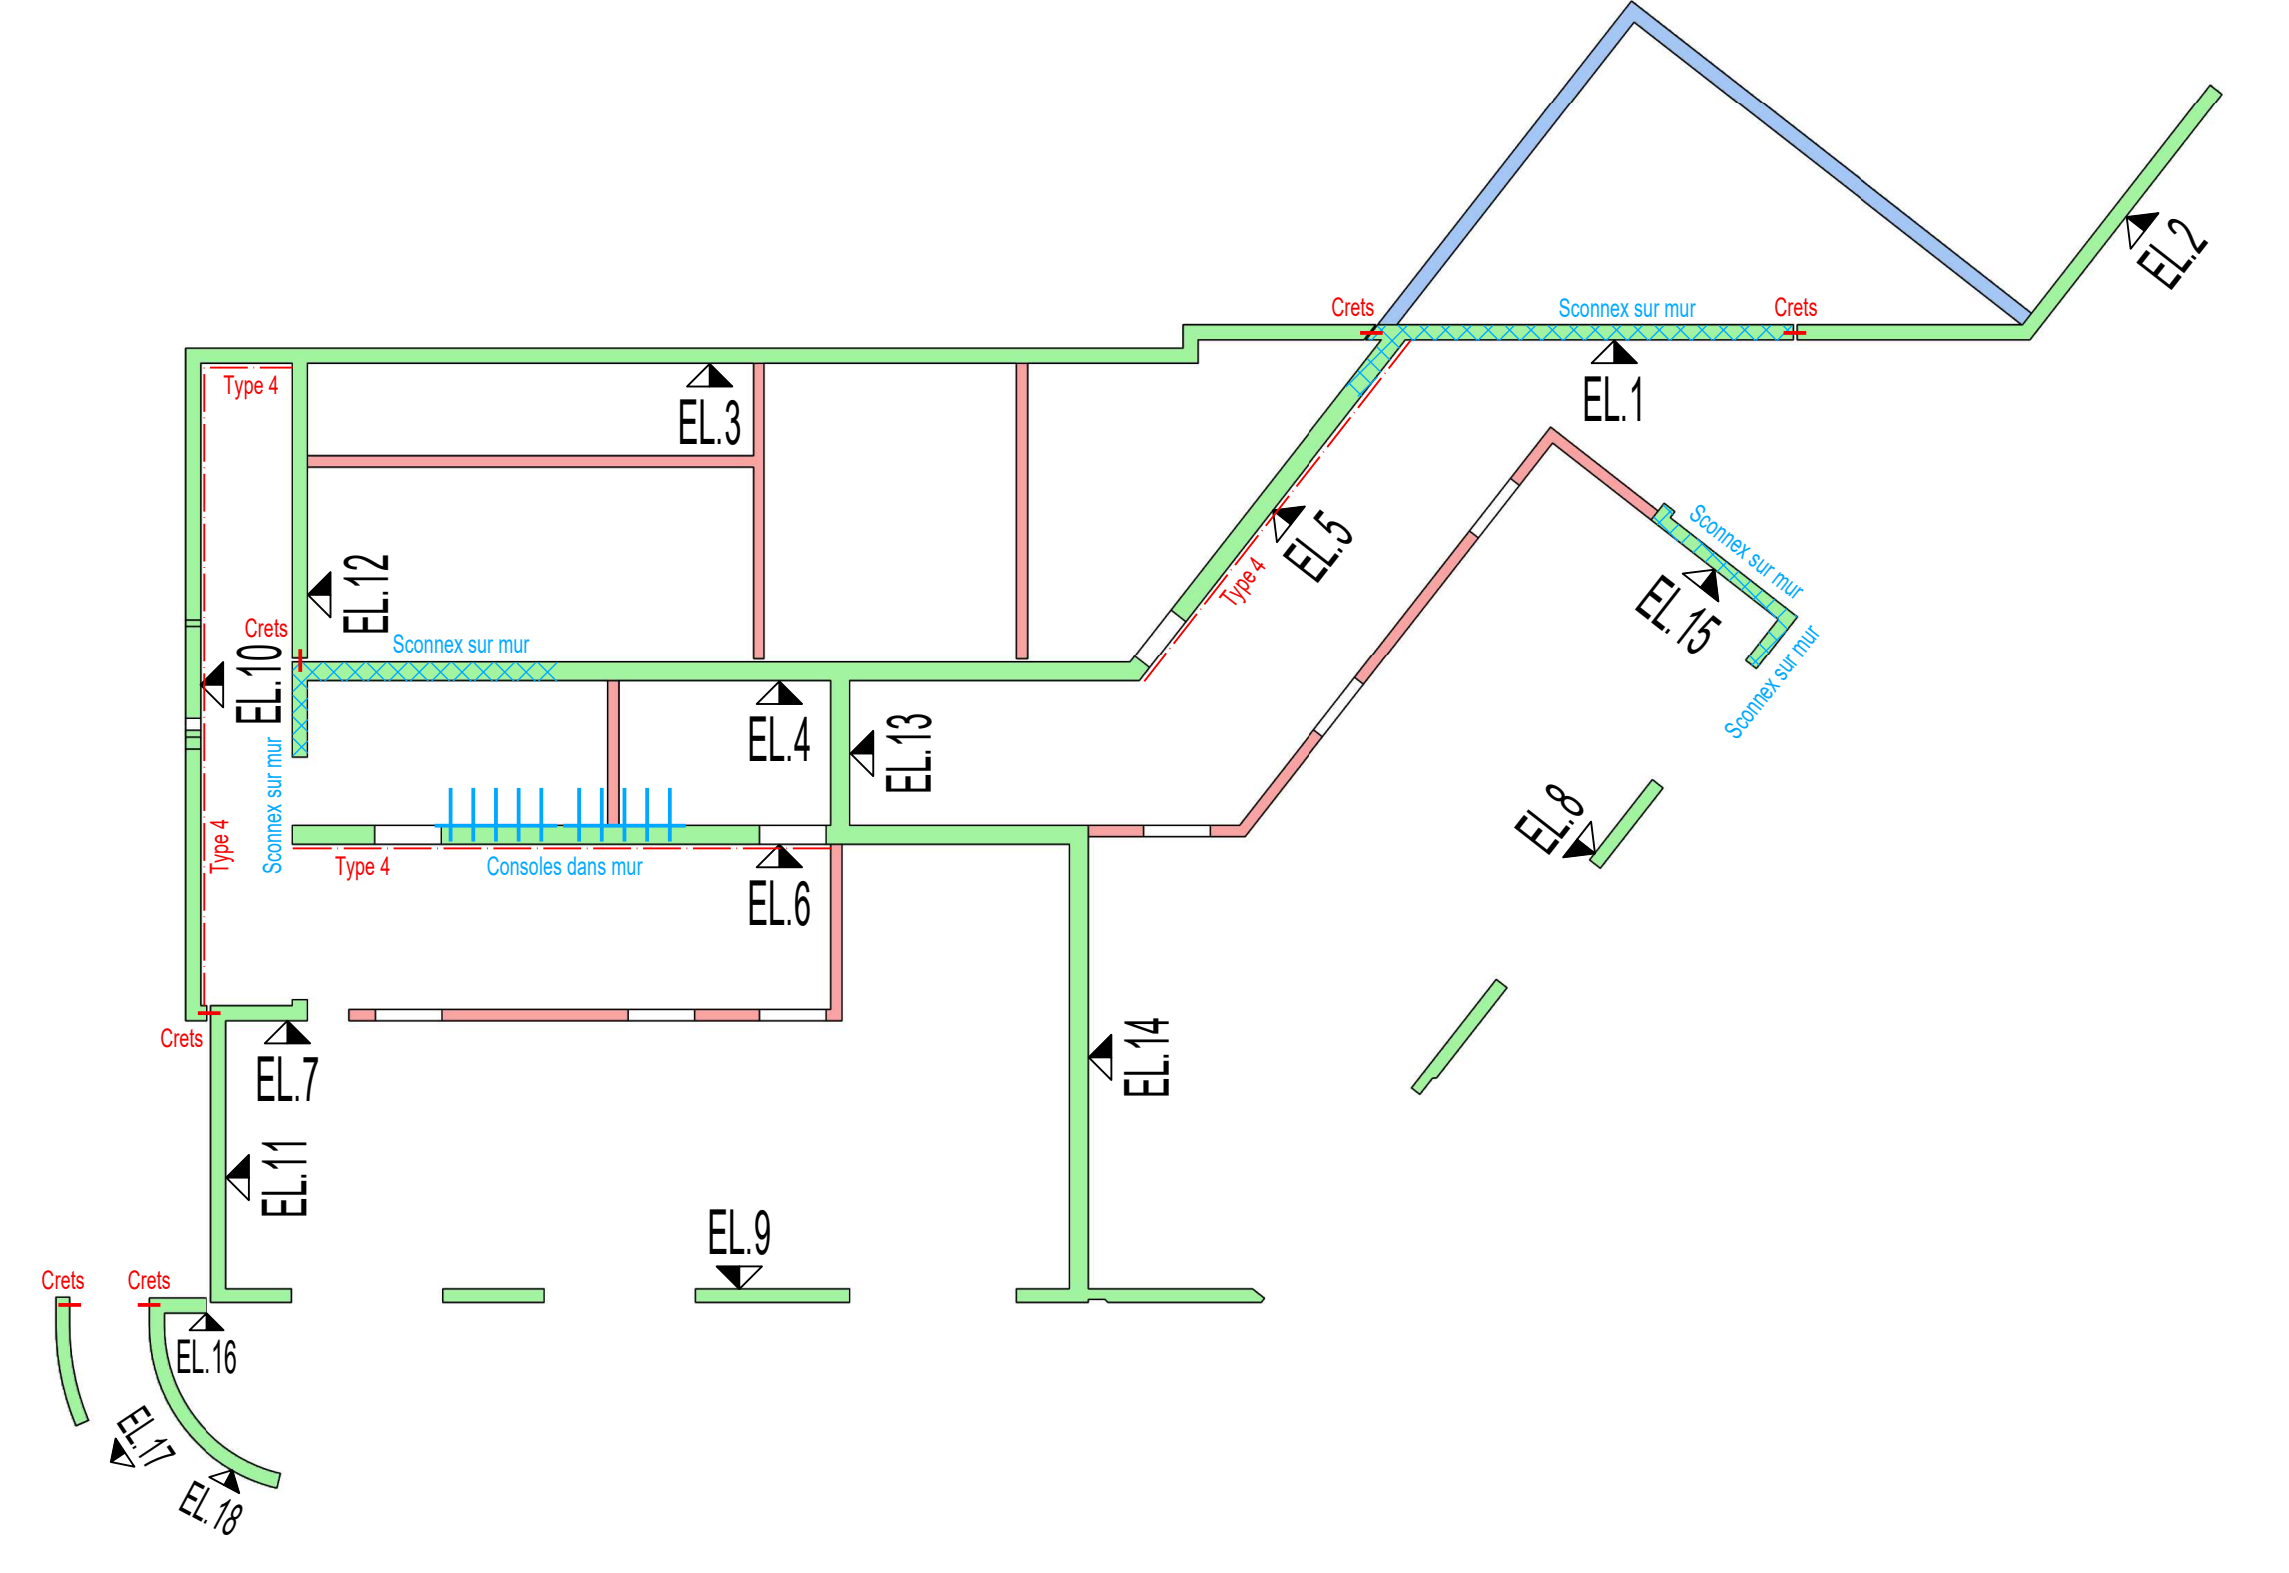 EL.2
Crets
Sconnex sur mur
Crets
Type 4
EL.3
EL.1
EL.5
Type 4
Sconnex sur mur
EL.15
Sconnex sur mur
EL.12
Crets
Sconnex sur mur
EL.10
EL.4
EL.13
Sconnex sur mur
Type 4
EL.8
Type 4
Consoles dans mur
EL.6
Crets
EL.7
EL.14
EL.11
EL.9
Crets
Crets
EL.16
EL.17
EL.18